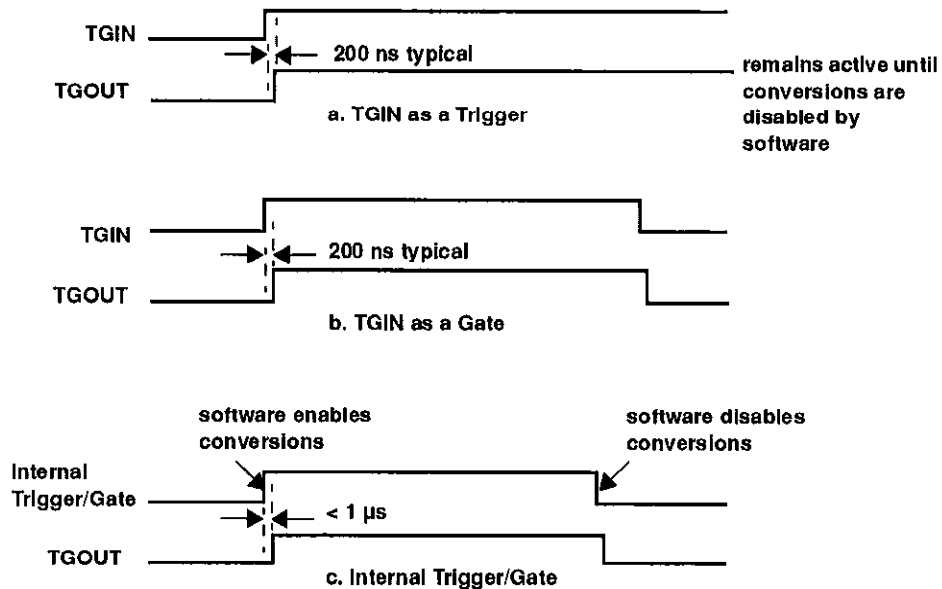 TGIN
200 ns typical
TGOUT
remains active until
conversions are
disabled by
software
a. TGIN as a Trigger
TGIN
200 ns typical
TGOUT
b. TGIN as a Gate
software enables
conversions
software disables
conversions
Internal
Trigger/Gate
< 1 µs
TGOUT
c. Internal Trigger/Gate